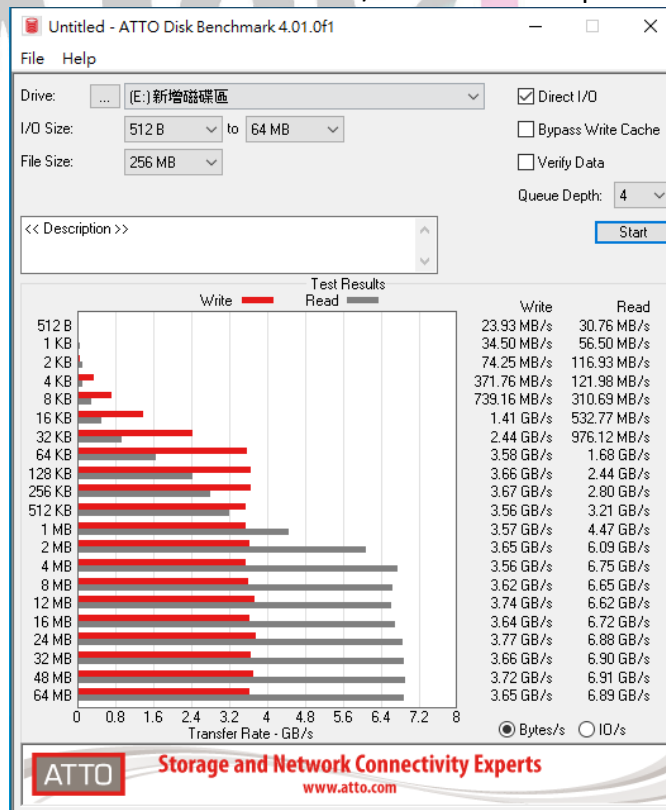 Untitled - ATTO Disk Benchmark 4.01.0f1
File Help
Drive: ... (E:)新增磁碟區
Direct I/O
I/O Size: 512 B to 64 MB
Bypass Write Cache
File Size: 256 MB
Verify Data
Queue Depth: 4
<< Description >>
Start
Test Results
Write Read
Write Read
512 B 23.93 MB/s 30.76 MB/s
1 KB 34.50 MB/s 56.50 MB/s
2 KB 74.25 MB/s 116.93 MB/s
4 KB 371.76 MB/s 121.98 MB/s
8 KB 739.16 MB/s 310.69 MB/s
16 KB 1.41 GB/s 532.77 MB/s
32 KB 2.44 GB/s 976.12 MB/s
64 KB 3.58 GB/s 1.68 GB/s
128 KB 3.66 GB/s 2.44 GB/s
256 KB 3.67 GB/s 2.80 GB/s
512 KB 3.56 GB/s 3.21 GB/s
1 MB 3.57 GB/s 4.47 GB/s
2 MB 3.65 GB/s 6.09 GB/s
4 MB 3.56 GB/s 6.75 GB/s
8 MB 3.62 GB/s 6.65 GB/s
12 MB 3.74 GB/s 6.62 GB/s
16 MB 3.64 GB/s 6.72 GB/s
24 MB 3.77 GB/s 6.88 GB/s
32 MB 3.66 GB/s 6.90 GB/s
48 MB 3.72 GB/s 6.91 GB/s
64 MB 3.65 GB/s 6.89 GB/s
0 0.8 1.6 2.4 3.2 4 4.8 5.6 6.4 7.2 8
Transfer Rate - GB/s
Bytes/s IO/s
ATTO
Storage and Network Connectivity Experts
www.atto.com